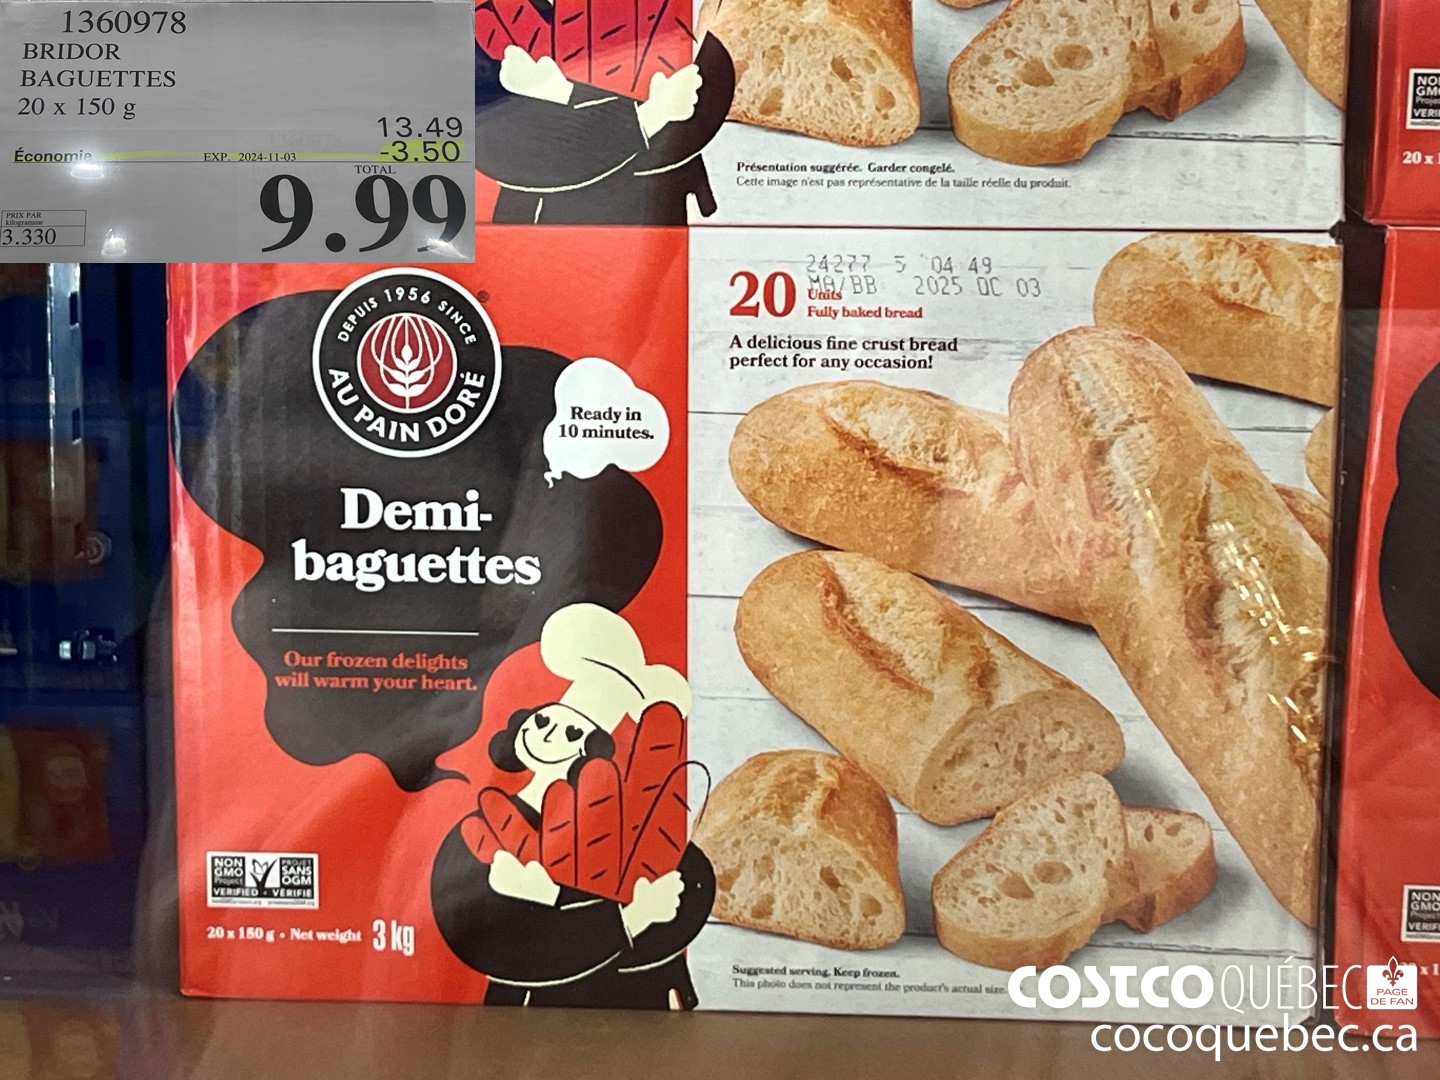 1360978
BRIDOR
BAGUETTES
20 x 150 g
13.49
Économie
EXP. 2024-11-03
-3.50
TOTAL
9.99
PRIX PAR
kilogramme
3.330
Présentation suggérée. Garder congelé.
Cette image n'est pas représentative de la taille réelle du produit.
DEPUIS 1956 SINCE
AU PAIN DORÉ
Ready in
10 minutes.
Demi-
baguettes
Our frozen delights
will warm your heart.
NON
GMO
Project
VERIFIED
PROJET
SANS
OGM
VÉRIFIÉ
20 x 150 g • Net weight 3 kg
24277 5 04 49
MA/BB 2025 OC 03
20 Units
Fully baked bread
A delicious fine crust bread
perfect for any occasion!
Suggested serving. Keep frozen.
This photo does not represent the product's actual size.
COSTCO QUÉBEC
PAGE
DE FAN
cocoquebec.ca